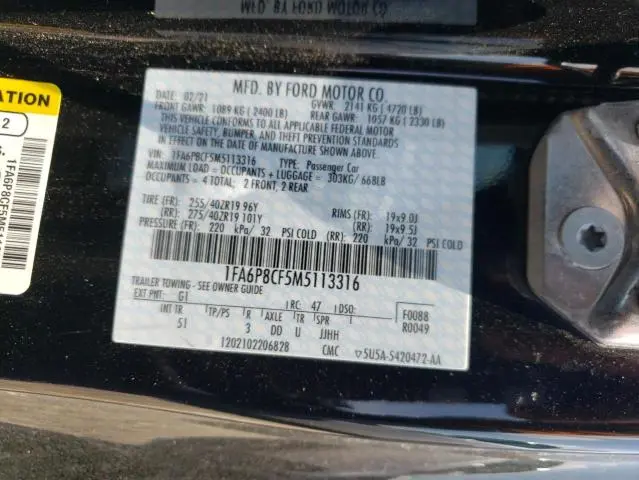 MFD. BY FORD MOTOR CO.
ATION
2
1FA6P8CF5M5
MFD. BY FORD MOTOR CO.
DATE: 02/21 GVWR: 2141 KG (4720 LB)
FRONT GAWR: 1089 KG (2400 LB) REAR GAWR: 1057 KG (2330 LB)
THIS VEHICLE CONFORMS TO ALL APPLICABLE FEDERAL MOTOR
VEHICLE SAFETY, BUMPER, AND THEFT PREVENTION STANDARDS
IN EFFECT ON THE DATE OF MANUFACTURE SHOWN ABOVE.
VIN: 1FA6P8CF5M5113316 TYPE: Passenger Car
MAXIMUM LOAD = OCCUPANTS + LUGGAGE = 303KG / 668LB
OCCUPANTS = 4 TOTAL; 2 FRONT, 2 REAR
TIRE (FR): 255/40ZR19 96Y RIMS (FR): 19x9.0J
(RR): 275/40ZR19 101Y (RR): 19x9.5J
PRESSURE (FR): 220 kPa/ 32 PSI COLD (RR): 220 kPa/ 32 PSI COLD
1FA6P8CF5M5113316
TRAILER TOWING - SEE OWNER GUIDE
EXT PNT: G1 RC: 47 DSO: F0088
INT TR TP/PS R AXLE TR SPR R0049
51 3 DD U JJHH
1202102206828 CMC ▽5U5A-5420472-AA